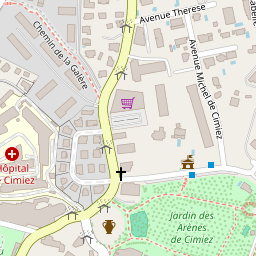 Avenue Therese
Chemin de la Galère
Avenue Michel de Cimiez
Hôpital
de Cimiez
Jardin des
Arènes
de Cimiez